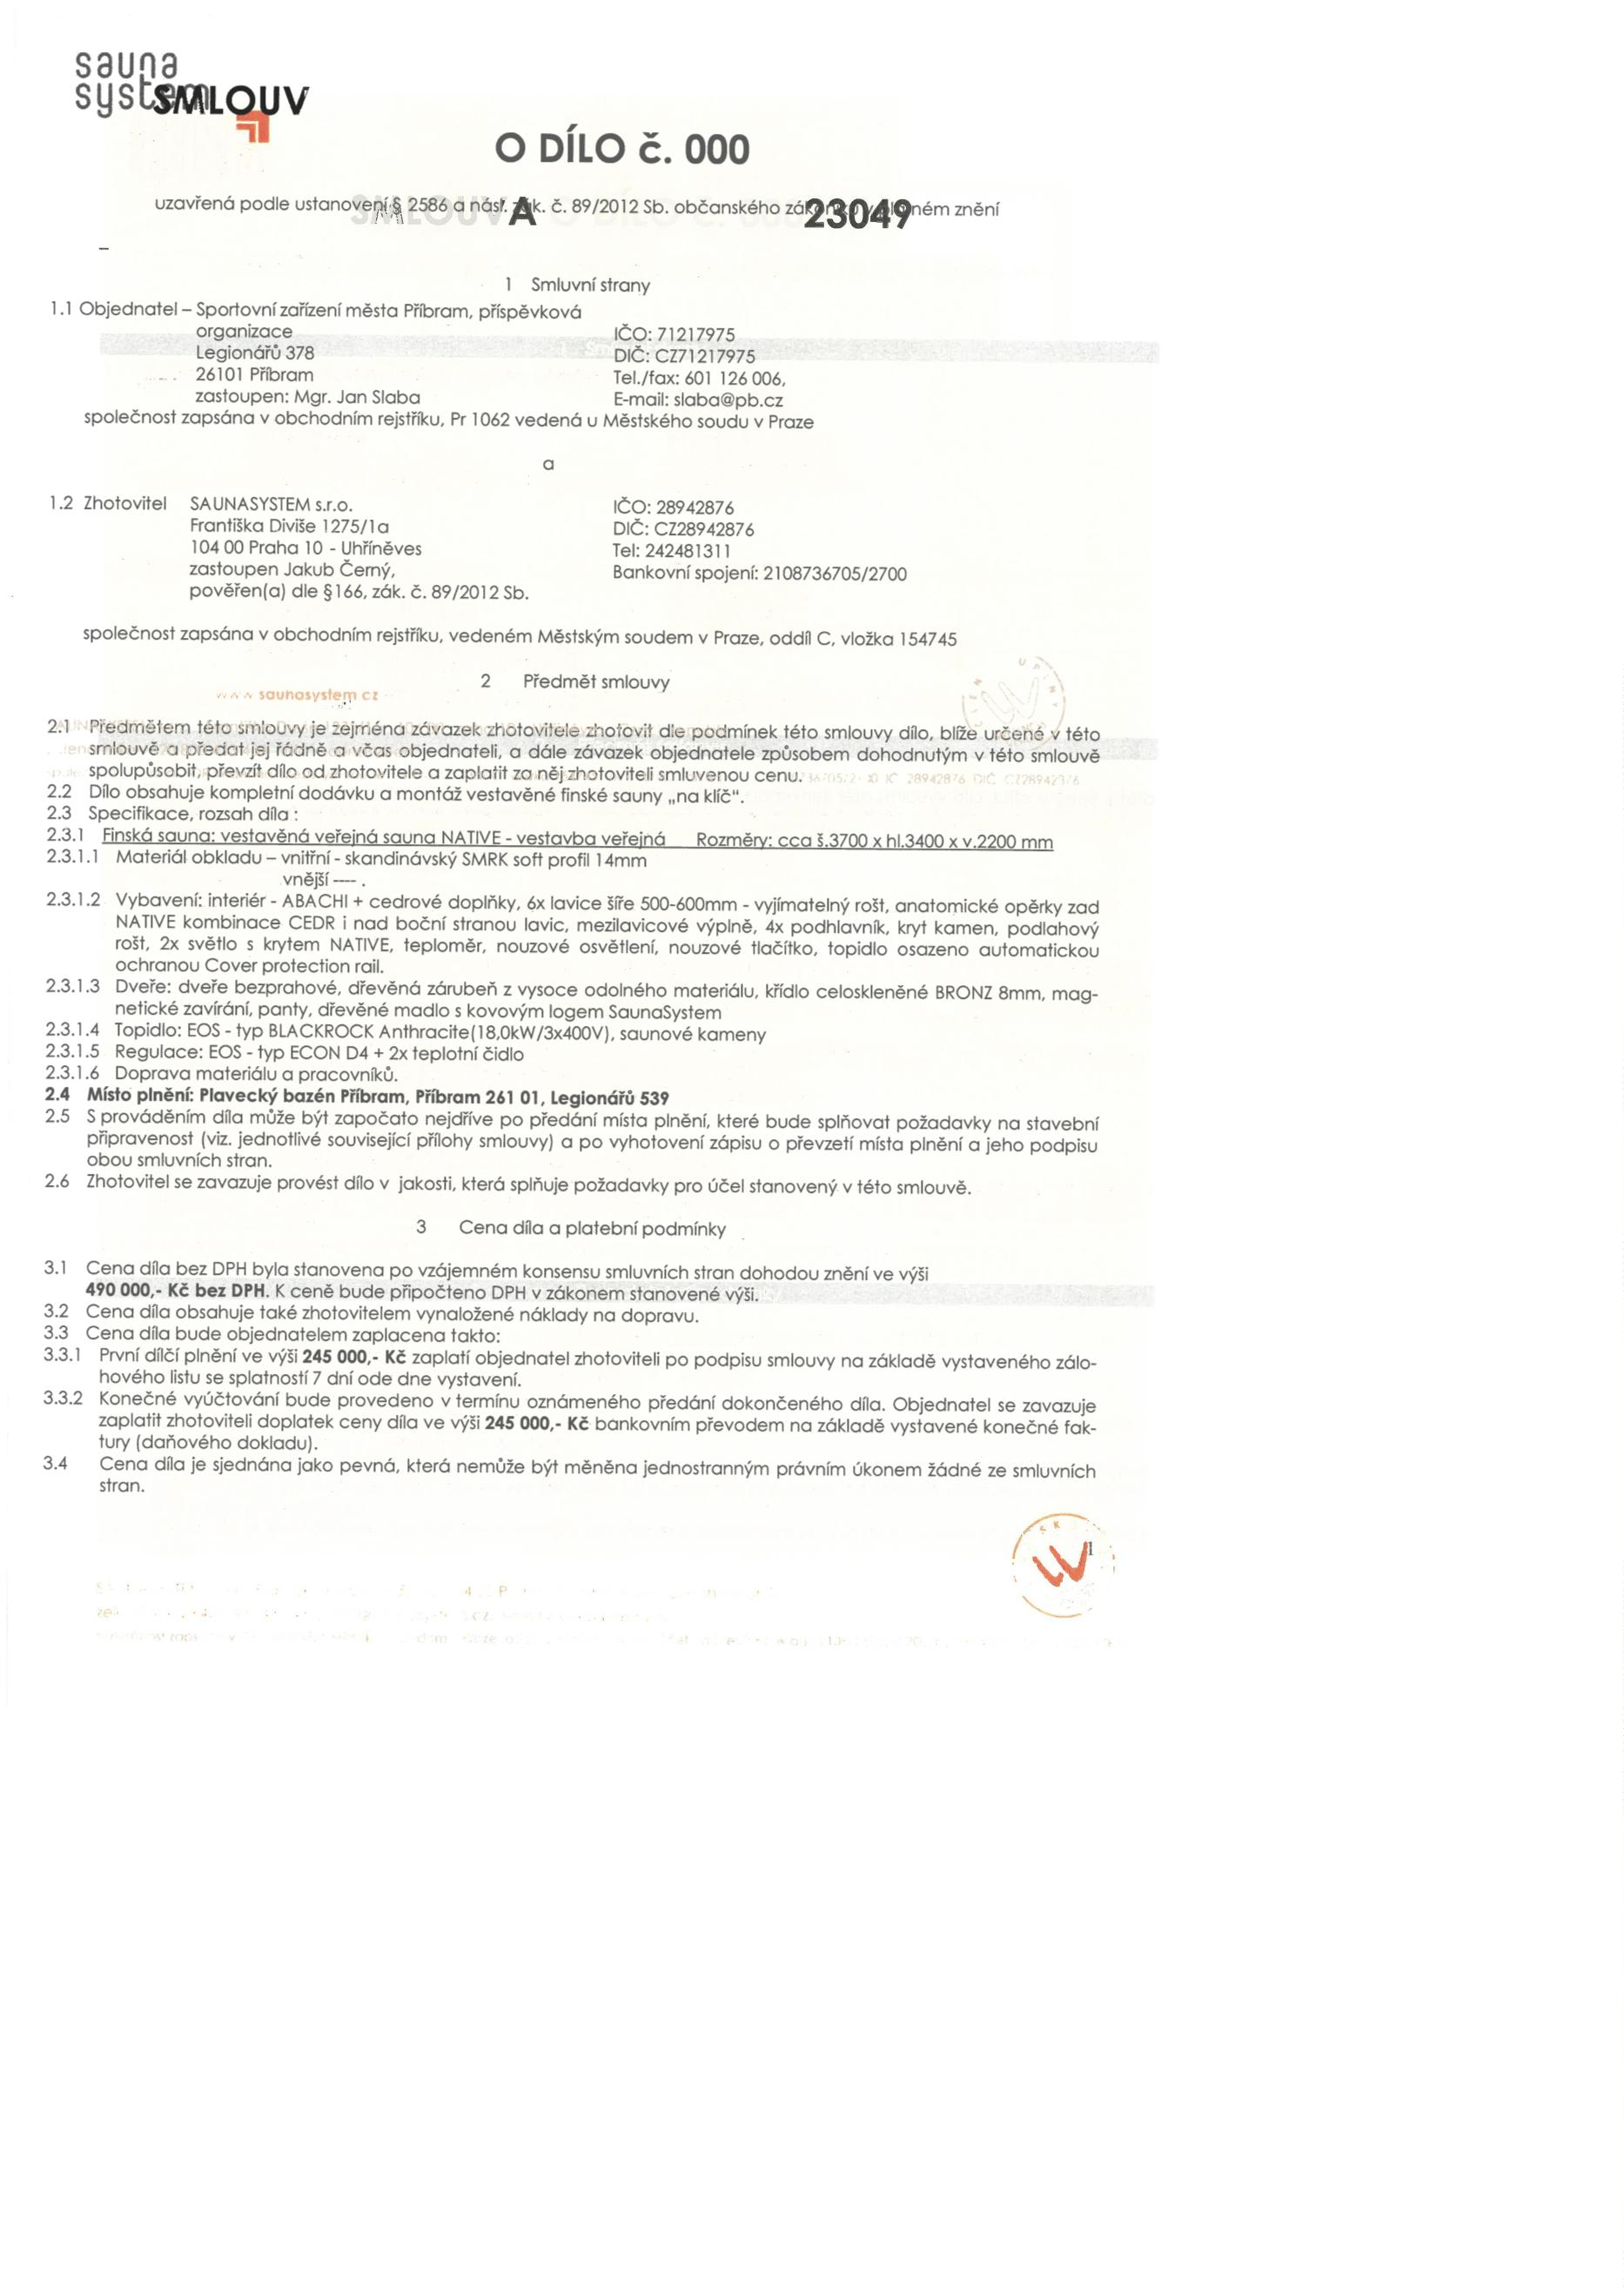 sauna
system
SMLOUV
O DÍLO č. 000
uzavřená podle ustanovení § 2586 a násl. zák. č. 89/2012 Sb. občanského v platném znění
A
23049
–
1 Smluvní strany
1.1 Objednatel – Sportovní zařízení města Příbram, příspěvková
organizace IČO: 71217975
Legionářů 378 DIČ: CZ71217975
26101 Příbram Tel./fax: 601 126 006,
zastoupen: Mgr. Jan Slaba E-mail: slaba@pb.cz
společnost zapsána v obchodním rejstříku, Pr 1062 vedená u Městského soudu v Praze
a
1.2 Zhotovitel SAUNASYSTEM s.r.o. IČO: 28942876
Františka Diviše 1275/1a DIČ: CZ28942876
104 00 Praha 10 - Uhříněves Tel: 242481311
zastoupen Jakub Černý, Bankovní spojení: 2108736705/2700
pověřen(a) dle §166, zák. č. 89/2012 Sb.
společnost zapsána v obchodním rejstříku, vedeném Městským soudem v Praze, oddíl C, vložka 154745
2 Předmět smlouvy
www saunasystem cz
2.1 Předmětem této smlouvy je zejména závazek zhotovitele zhotovit dle podmínek této smlouvy dílo, blíže určené v této
smlouvě a předat jej řádně a včas objednateli, a dále závazek objednatele způsobem dohodnutým v této smlouvě
spolupůsobit, převzít dílo od zhotovitele a zaplatit za něj zhotoviteli smluvenou cenu.
2.2 Dílo obsahuje kompletní dodávku a montáž vestavěné finské sauny „na klíč“.
2.3 Specifikace, rozsah díla :
2.3.1 Finská sauna: vestavěná veřejná sauna NATIVE - vestavba veřejná Rozměry: cca š.3700 x hl.3400 x v.2200 mm
2.3.1.1 Materiál obkladu – vnitřní - skandinávský SMRK soft profil 14mm
vnější ---- .
2.3.1.2 Vybavení: interiér - ABACHI + cedrové doplňky, 6x lavice šíře 500-600mm - vyjímatelný rošt, anatomické opěrky zad
NATIVE kombinace CEDR i nad boční stranou lavic, mezilavicové výplně, 4x podhlavník, kryt kamen, podlahový
rošt, 2x světlo s krytem NATIVE, teploměr, nouzové osvětlení, nouzové tlačítko, topidlo osazeno automatickou
ochranou Cover protection rail.
2.3.1.3 Dveře: dveře bezprahové, dřevěná zárubeň z vysoce odolného materiálu, křídlo celoskleněné BRONZ 8mm, mag-
netické zavírání, panty, dřevěné madlo s kovovým logem SaunaSystem
2.3.1.4 Topidlo: EOS - typ BLACKROCK Anthracite(18,0kW/3x400V), saunové kameny
2.3.1.5 Regulace: EOS - typ ECON D4 + 2x teplotní čidlo
2.3.1.6 Doprava materiálu a pracovníků.
2.4 Místo plnění: Plavecký bazén Příbram, Příbram 261 01, Legionářů 539
2.5 S prováděním díla může být započato nejdříve po předání místa plnění, které bude splňovat požadavky na stavební
připravenost (viz. jednotlivé související přílohy smlouvy) a po vyhotovení zápisu o převzetí místa plnění a jeho podpisu
obou smluvních stran.
2.6 Zhotovitel se zavazuje provést dílo v jakosti, která splňuje požadavky pro účel stanovený v této smlouvě.
3 Cena díla a platební podmínky
3.1 Cena díla bez DPH byla stanovena po vzájemném konsensu smluvních stran dohodou znění ve výši
490 000,- Kč bez DPH. K ceně bude připočteno DPH v zákonem stanovené výši.
3.2 Cena díla obsahuje také zhotovitelem vynaložené náklady na dopravu.
3.3 Cena díla bude objednatelem zaplacena takto:
3.3.1 První dílčí plnění ve výši 245 000,- Kč zaplatí objednatel zhotoviteli po podpisu smlouvy na základě vystaveného zálo-
hového listu se splatností 7 dní ode dne vystavení.
3.3.2 Konečné vyúčtování bude provedeno v termínu oznámeného předání dokončeného díla. Objednatel se zavazuje
zaplatit zhotoviteli doplatek ceny díla ve výši 245 000,- Kč bankovním převodem na základě vystavené konečné fak-
tury (daňového dokladu).
3.4 Cena díla je sjednána jako pevná, která nemůže být měněna jednostranným právním úkonem žádné ze smluvních
stran.
1